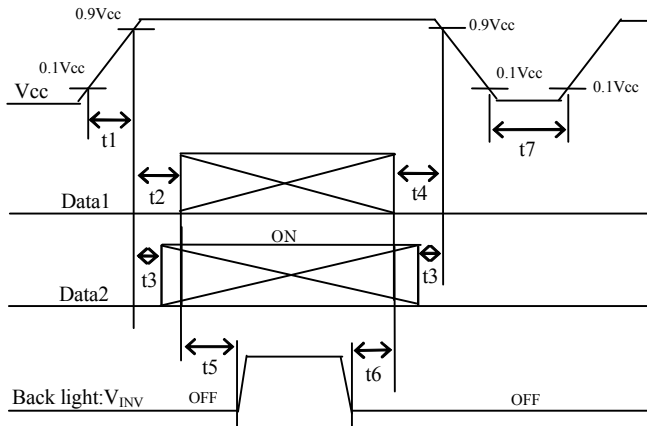 0.9Vcc
0.9Vcc
0.1Vcc
0.1Vcc
0.1Vcc
Vcc
t1
t7
t2
t4
Data1
ON
t3
t3
Data2
t5
t6
Back light:VINV
OFF
OFF